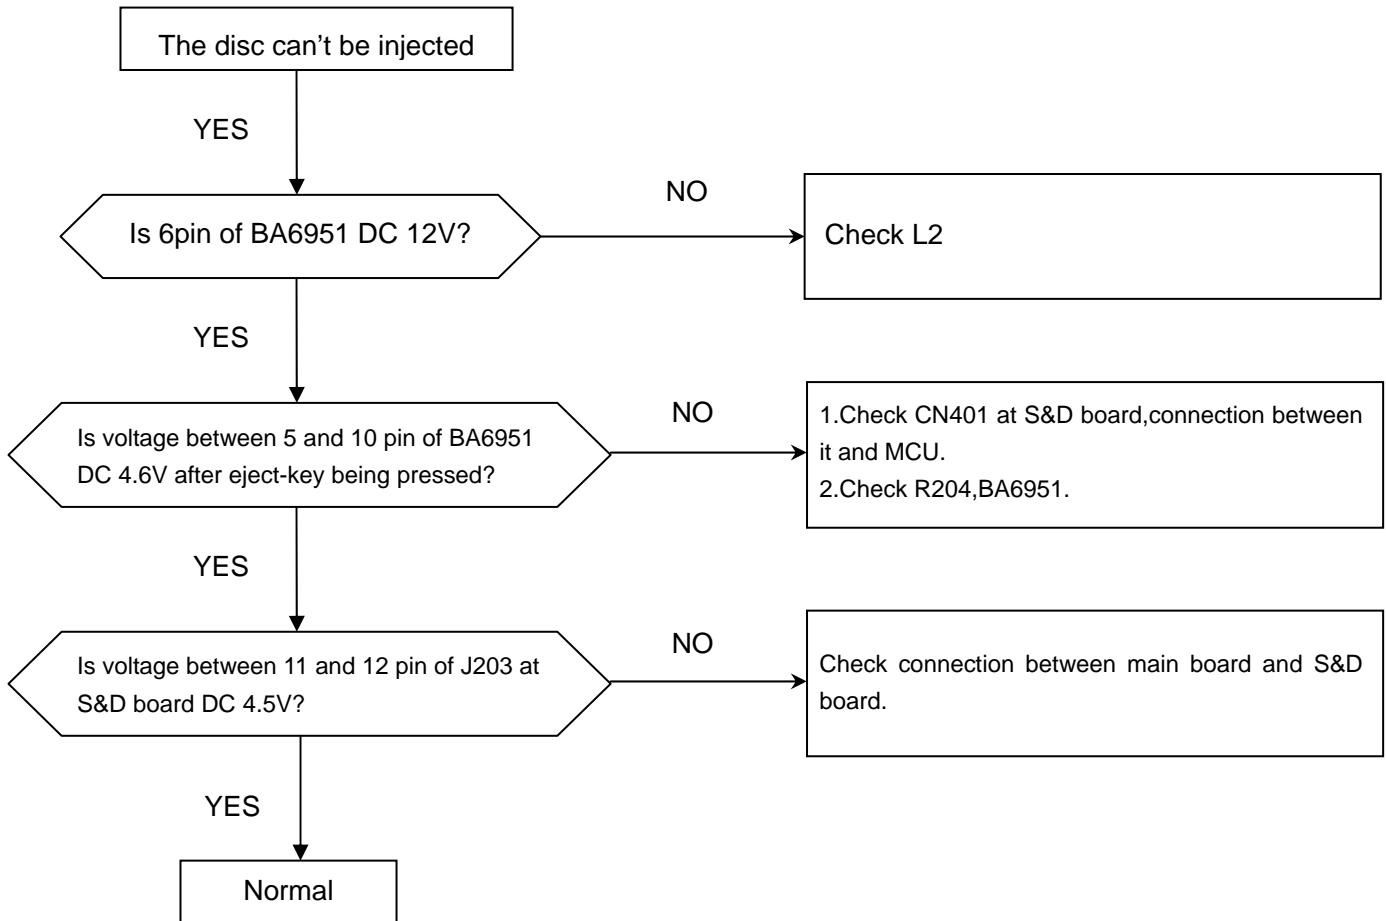 The disc can't be injected
YES
Is 6pin of BA6951 DC 12V?
NO
Check L2
YES
Is voltage between 5 and 10 pin of BA6951
DC 4.6V after eject-key being pressed?
NO
1.Check CN401 at S&D board,connection between
it and MCU.
2.Check R204,BA6951.
YES
Is voltage between 11 and 12 pin of J203 at
S&D board DC 4.5V?
NO
Check connection between main board and S&D
board.
YES
Normal